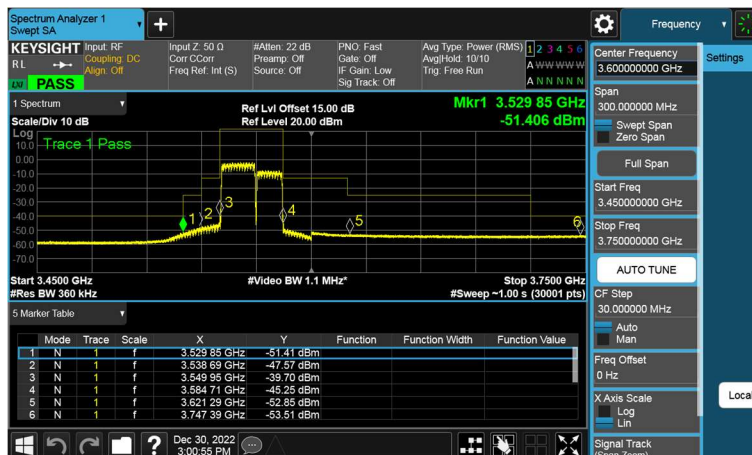 Spectrum Analyzer 1
Swept SA
Frequency
KEYSIGHT
RL
LXI PASS
Input: RF
Coupling: DC
Align: Off
Input Z: 50 Ω
Corr CCorr
Freq Ref: Int (S)
#Atten: 22 dB
Preamp: Off
Source: Off
PNO: Fast
Gate: Off
IF Gain: Low
Sig Track: Off
Avg Type: Power (RMS)
Avg|Hold: 10/10
Trig: Free Run
1 2 3 4 5 6
A W W W W W
A N N N N N
1 Spectrum
Scale/Div 10 dB
Ref Lvl Offset 15.00 dB
Ref Level 20.00 dBm
Mkr1 3.529 85 GHz
-51.406 dBm
Log
Trace 1 Pass
10.0
0.00
-10.0
-20.0
-30.0
-40.0
-50.0
-60.0
-70.0
1
2
3
4
5
6
Start 3.4500 GHz
#Res BW 360 kHz
#Video BW 1.1 MHz*
Stop 3.7500 GHz
#Sweep ~1.00 s (30001 pts)
5 Marker Table
Mode Trace Scale X Y Function Function Width Function Value
1 N 1 f 3.529 85 GHz -51.41 dBm
2 N 1 f 3.538 69 GHz -47.57 dBm
3 N 1 f 3.549 95 GHz -39.70 dBm
4 N 1 f 3.584 71 GHz -45.25 dBm
5 N 1 f 3.621 29 GHz -52.85 dBm
6 N 1 f 3.747 39 GHz -53.51 dBm
?
Dec 30, 2022
3:00:55 PM
Center Frequency
3.600000000 GHz
Settings
Span
300.000000 MHz
Swept Span
Zero Span
Full Span
Start Freq
3.450000000 GHz
Stop Freq
3.750000000 GHz
AUTO TUNE
CF Step
30.000000 MHz
Auto
Man
Freq Offset
0 Hz
X Axis Scale
Log
Lin
Local
Signal Track
(Span Zoom)